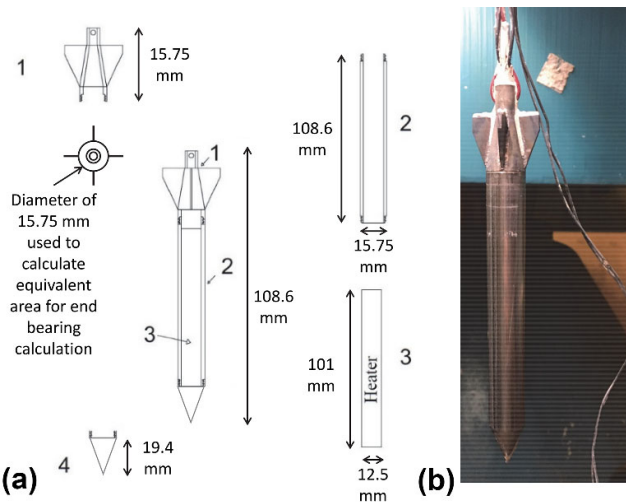 1
15.75
mm
Diameter of
15.75 mm
used to
calculate
equivalent
area for end
bearing
calculation
1
2
3
108.6
mm
4
19.4
mm
(a)
108.6
mm
2
15.75
mm
101
mm
Heater
3
12.5
mm
(b)